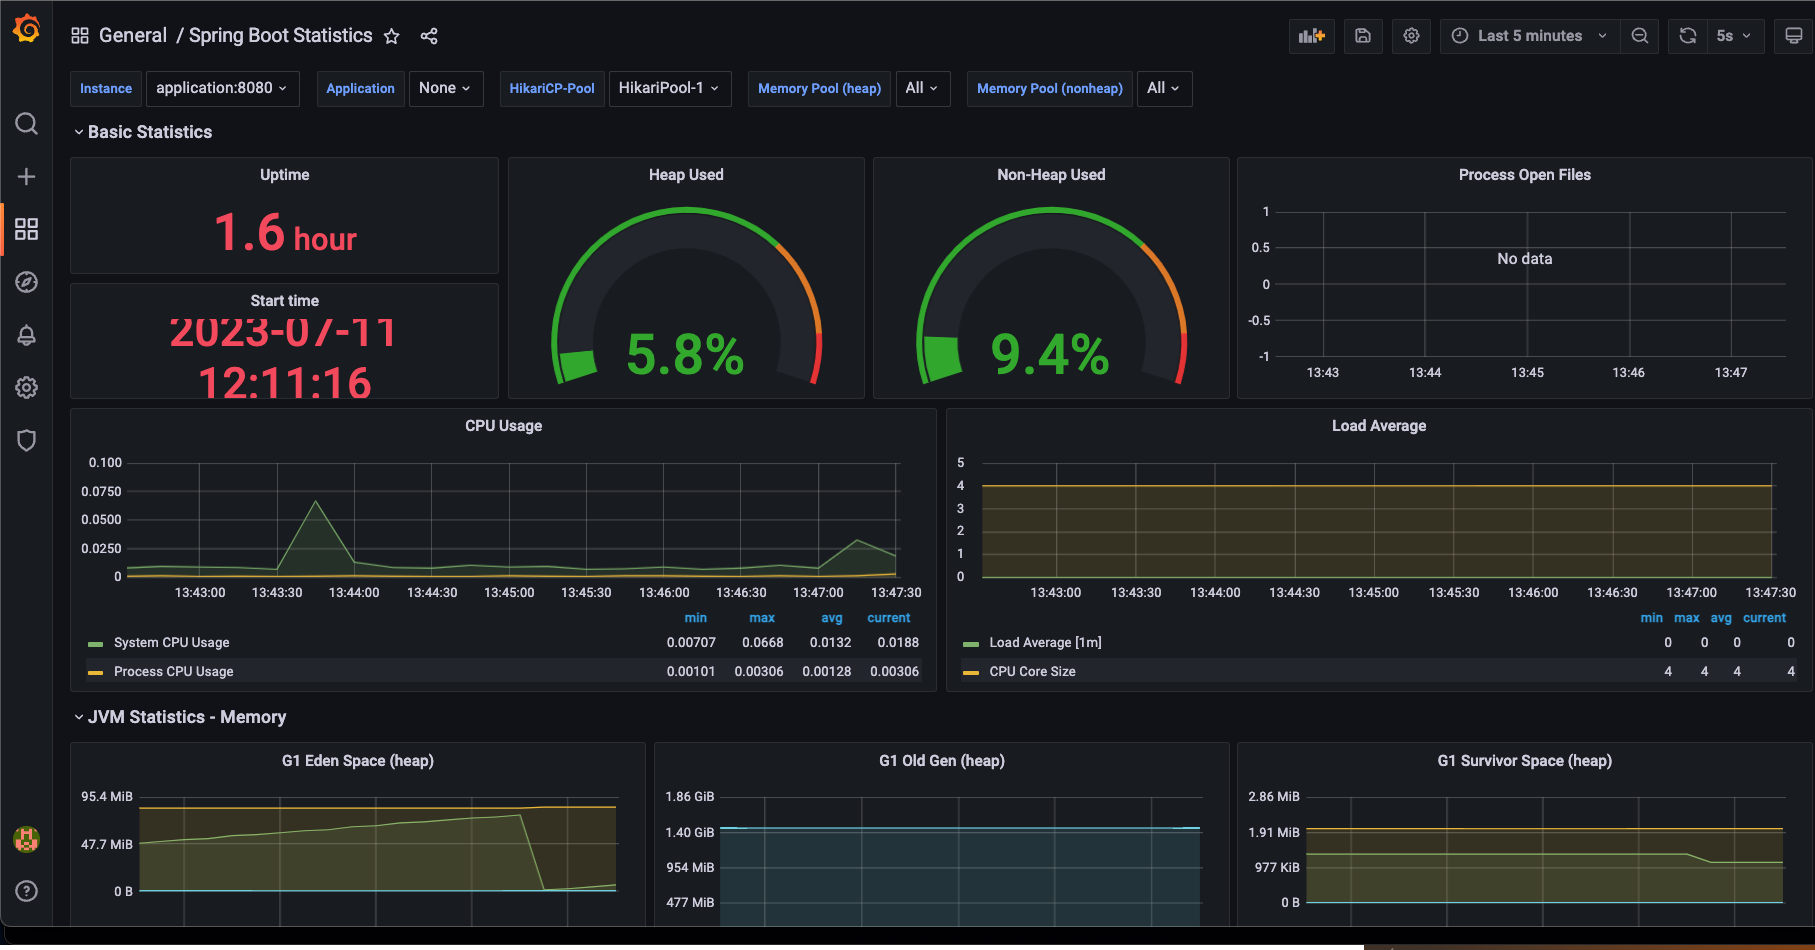 General / Spring Boot Statistics
Last 5 minutes
5s
Instance application:8080 Application None HikariCP-Pool HikariPool-1 Memory Pool (heap) All Memory Pool (nonheap) All
Basic Statistics
Uptime
1.6 hour
Start time
2023-07-11
12:11:16
Heap Used
5.8%
Non-Heap Used
9.4%
Process Open Files
1
0.5
0
-0.5
-1
No data
13:43 13:44 13:45 13:46 13:47
CPU Usage
0.100
0.0750
0.0500
0.0250
0
13:43:00 13:43:30 13:44:00 13:44:30 13:45:00 13:45:30 13:46:00 13:46:30 13:47:00 13:47:30
min max avg current
System CPU Usage 0.00707 0.0668 0.0132 0.0188
Process CPU Usage 0.00101 0.00306 0.00128 0.00306
Load Average
5
4
3
2
1
0
13:43:00 13:43:30 13:44:00 13:44:30 13:45:00 13:45:30 13:46:00 13:46:30 13:47:00 13:47:30
min max avg current
Load Average [1m] 0 0 0 0
CPU Core Size 4 4 4 4
JVM Statistics - Memory
G1 Eden Space (heap)
95.4 MiB
47.7 MiB
0 B
G1 Old Gen (heap)
1.86 GiB
1.40 GiB
954 MiB
477 MiB
G1 Survivor Space (heap)
2.86 MiB
1.91 MiB
977 KiB
0 B